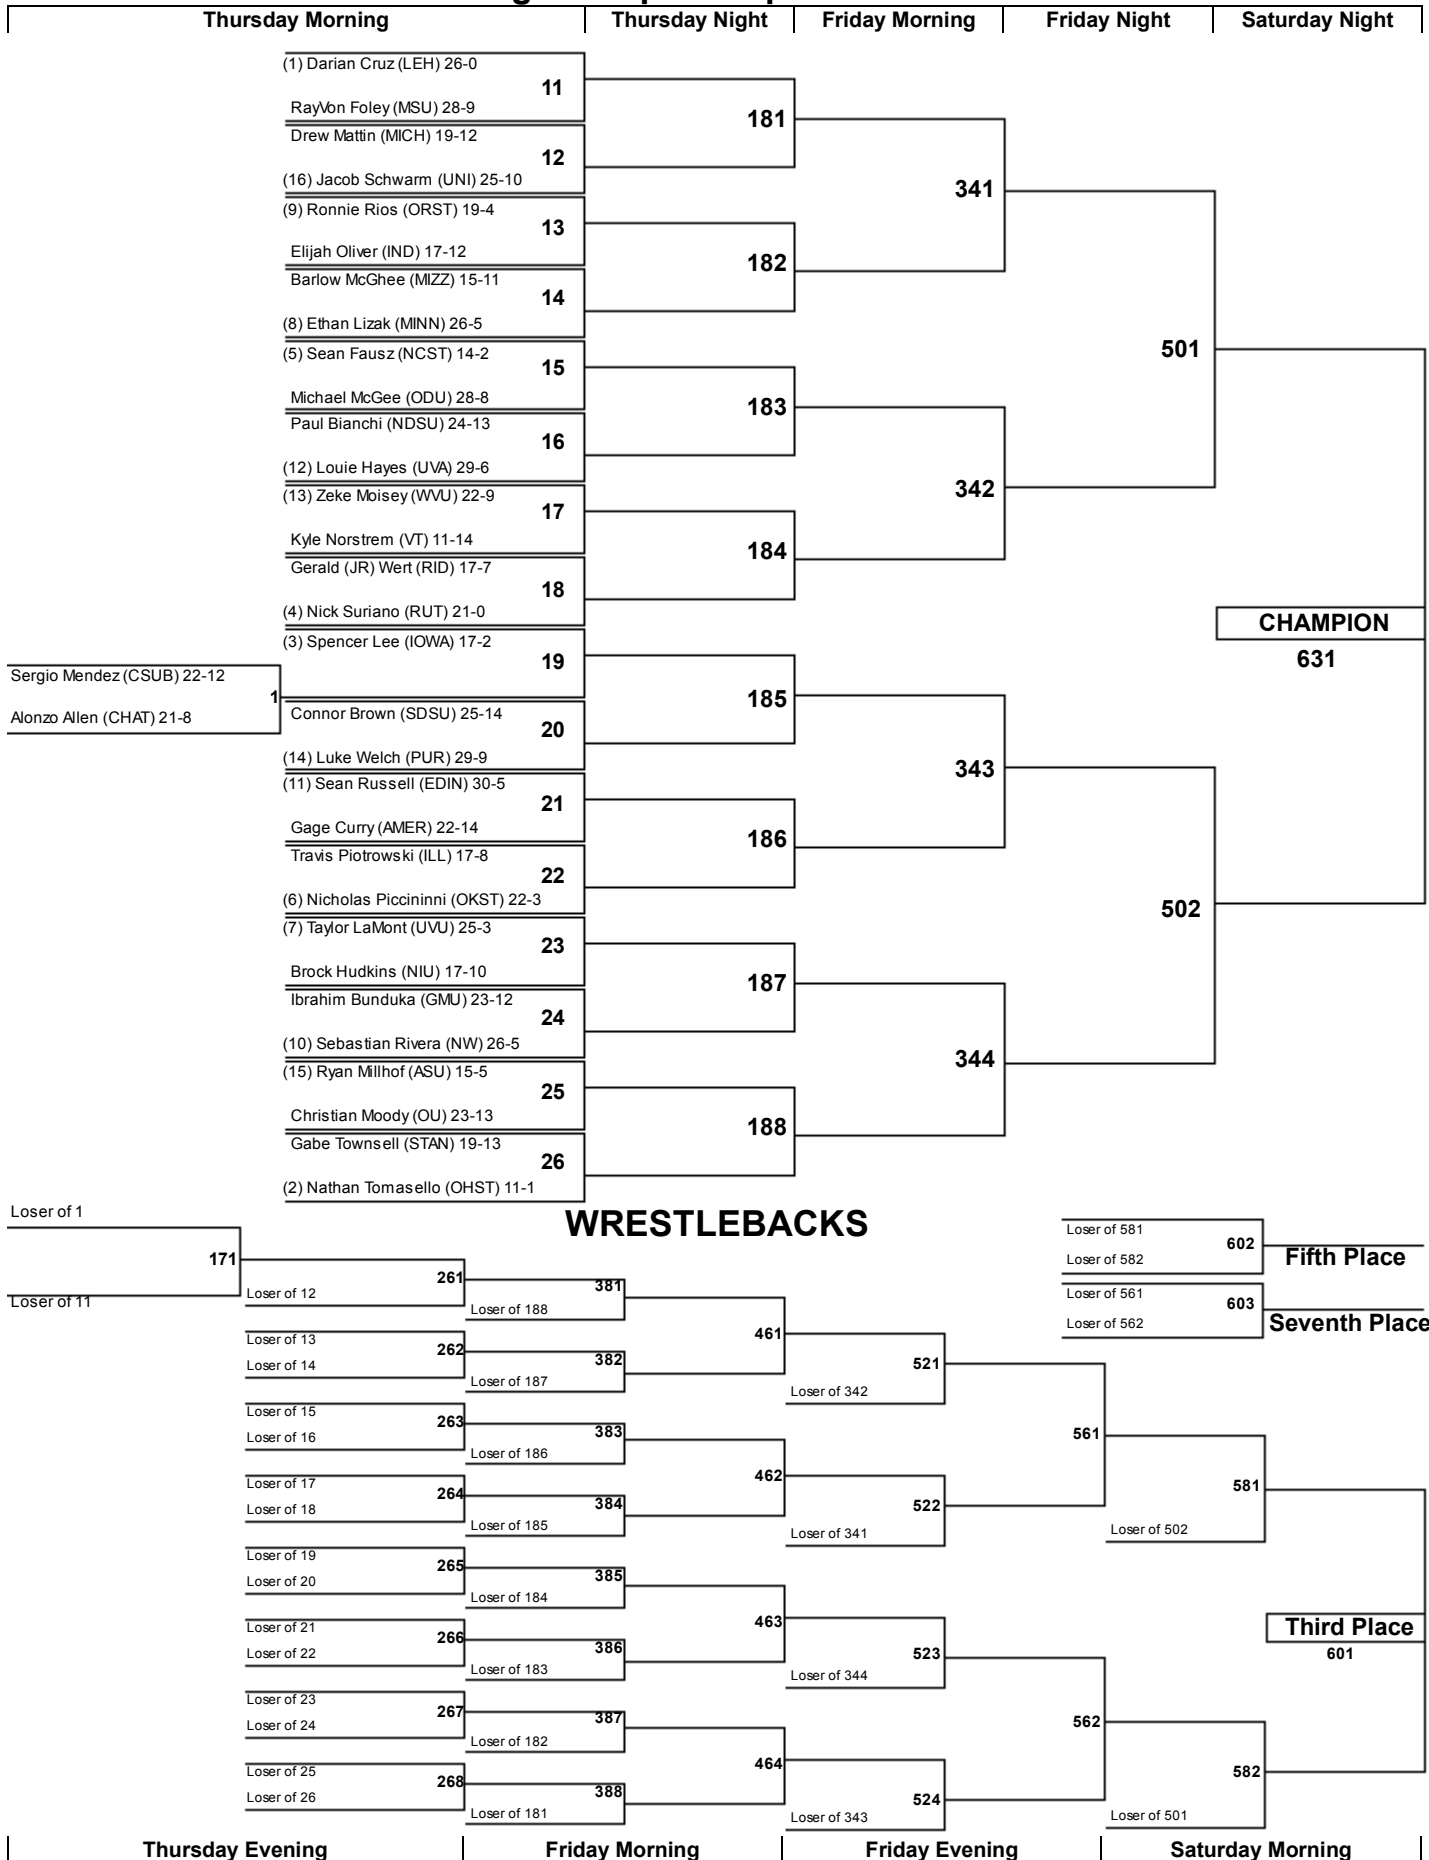 Thursday Morning
Thursday Night
Friday Morning
Friday Night
Saturday Night
(1) Darian Cruz (LEH) 26-0
11
RayVon Foley (MSU) 28-9
181
Drew Mattin (MICH) 19-12
12
(16) Jacob Schwarm (UNI) 25-10
341
(9) Ronnie Rios (ORST) 19-4
13
Elijah Oliver (IND) 17-12
182
Barlow McGhee (MIZZ) 15-11
14
(8) Ethan Lizak (MINN) 26-5
501
(5) Sean Fausz (NCST) 14-2
15
Michael McGee (ODU) 28-8
183
Paul Bianchi (NDSU) 24-13
16
(12) Louie Hayes (UVA) 29-6
342
(13) Zeke Moisey (WVU) 22-9
17
Kyle Norstrem (VT) 11-14
184
Gerald (JR) Wert (RID) 17-7
18
(4) Nick Suriano (RUT) 21-0
CHAMPION
631
(3) Spencer Lee (IOWA) 17-2
19
Sergio Mendez (CSUB) 22-12
1
Alonzo Allen (CHAT) 21-8
185
Connor Brown (SDSU) 25-14
20
(14) Luke Welch (PUR) 29-9
343
(11) Sean Russell (EDIN) 30-5
21
Gage Curry (AMER) 22-14
186
Travis Piotrowski (ILL) 17-8
22
(6) Nicholas Piccininni (OKST) 22-3
502
(7) Taylor LaMont (UVU) 25-3
23
Brock Hudkins (NIU) 17-10
187
Ibrahim Bunduka (GMU) 23-12
24
(10) Sebastian Rivera (NW) 26-5
344
(15) Ryan Millhof (ASU) 15-5
25
Christian Moody (OU) 23-13
188
Gabe Townsell (STAN) 19-13
26
(2) Nathan Tomasello (OHST) 11-1
WRESTLEBACKS
Loser of 1
171
Loser of 11
Loser of 581
602
Loser of 582
Fifth Place
Loser of 561
603
Loser of 562
Seventh Place
261
Loser of 12
381
Loser of 188
461
Loser of 13
262
Loser of 14
382
Loser of 187
521
Loser of 342
Loser of 15
263
Loser of 16
383
Loser of 186
561
462
Loser of 17
264
Loser of 18
384
Loser of 185
522
Loser of 341
581
Loser of 502
Loser of 19
265
Loser of 20
385
Loser of 184
463
Loser of 21
266
Loser of 22
386
Loser of 183
523
Loser of 344
Third Place
601
Loser of 23
267
Loser of 24
387
Loser of 182
562
464
Loser of 25
268
Loser of 26
388
Loser of 181
524
Loser of 343
582
Loser of 501
Thursday Evening
Friday Morning
Friday Evening
Saturday Morning